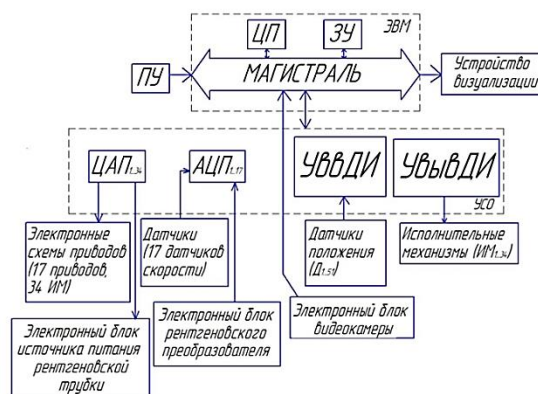 ЭВМ
ЦП
ЗУ
ПУ
МАГИСТРАЛЬ
Устройство
визуализации
ЦАП1.34
АЦП1.17
УВвДИ
УВывДИ
УСО
Электронные
схемы приводов
(17 приводов,
34 ИМ)
Датчики
(17 датчиков
скорости)
Датчики
положения
(Д1.51)
Исполнительные
механизмы (ИМ1.34)
Электронный блок
источника питания
рентгеновской
трубки
Электронный блок
рентгеновского
преобразователя
Электронный блок
видеокамеры